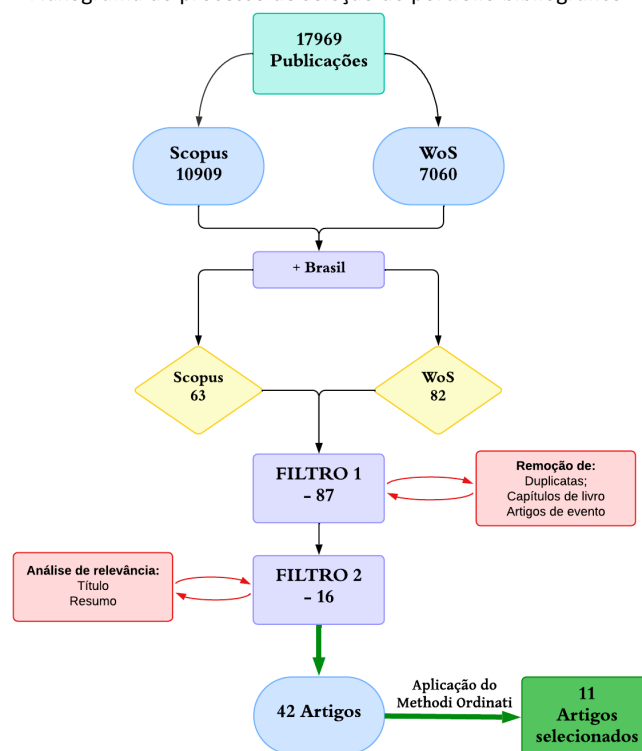 17969
Publicações
Scopus
10909
WoS
7060
+ Brasil
Scopus
63
WoS
82
FILTRO 1
- 87
Remoção de:
Duplicatas;
Capítulos de livro
Artigos de evento
Análise de relevância:
Título
Resumo
FILTRO 2
- 16
42 Artigos
Aplicação do
Methodi Ordinati
11
Artigos
selecionados